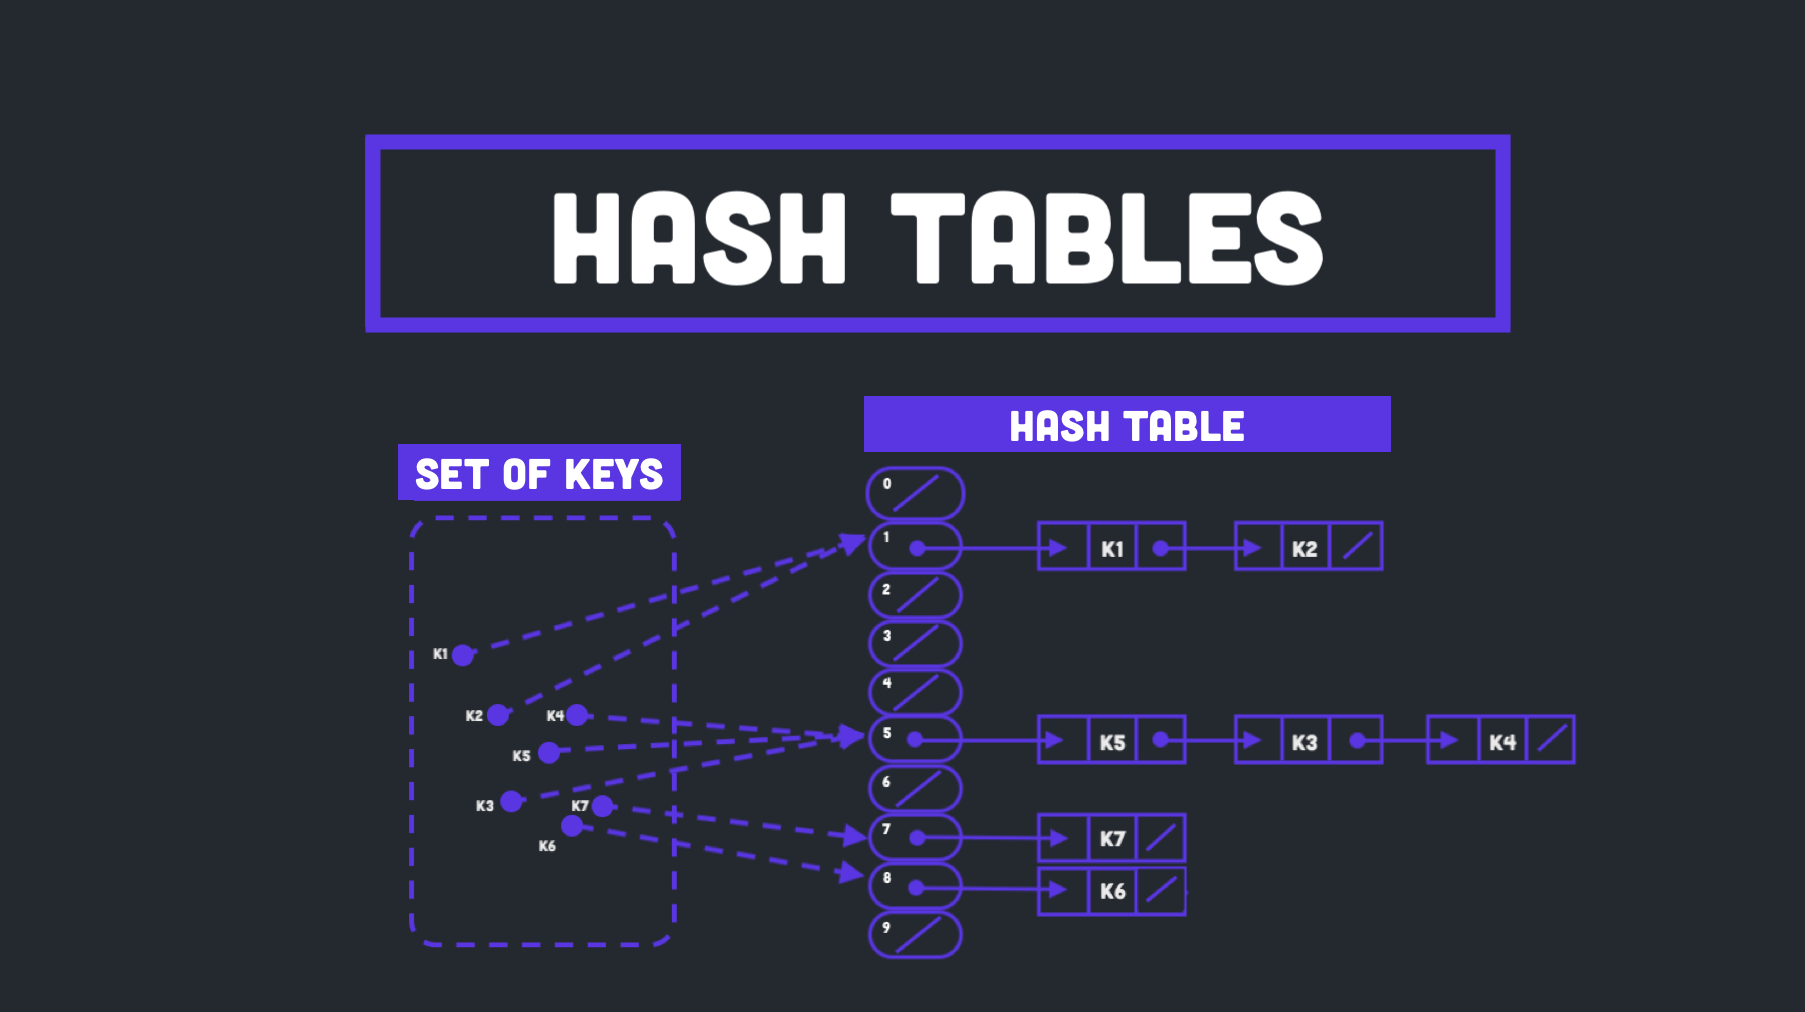 HASH TABLES
HASH TABLE
SET OF KEYS
0
1
K1 K2
2
3
4
5
K5 K3 K4
6
7
K7
8
K6
9
K1
K2 K4
K5
K3 K7
K6